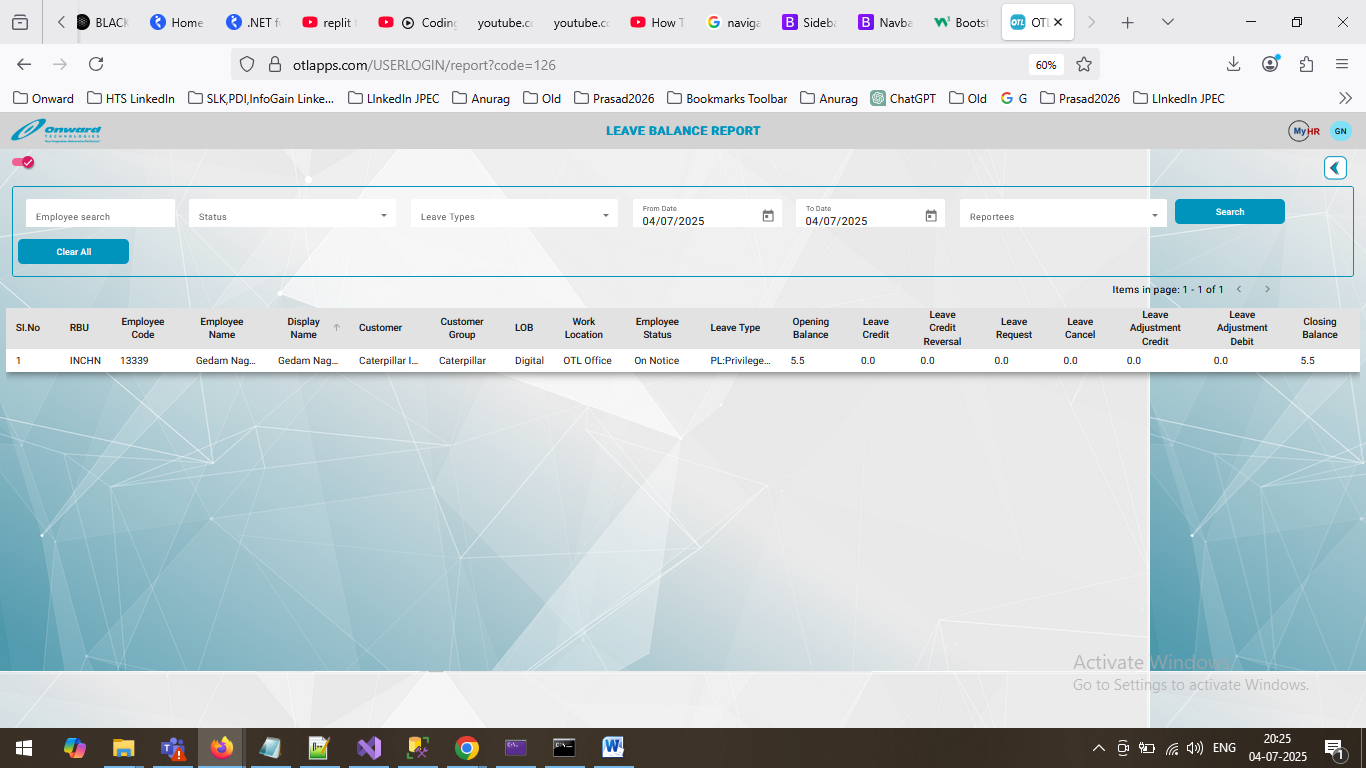 BLACK
Home
.NET f
replit
Coding
youtube.co
youtube.co
How T
naviga
Sideba
Navba
Bootst
OTL
otlapps.com/USERLOGIN/report?code=126
60%
Onward
HTS LinkedIn
SLK,PDI,InfoGain Linke...
LInkedIn JPEC
Anurag
Old
Prasad2026
Bookmarks Toolbar
Anurag
ChatGPT
Old
G
Prasad2026
LInkedIn JPEC
Onward
TECHNOLOGIES
LEAVE BALANCE REPORT
MyHR
GN
Employee search
Status
Leave Types
From Date
04/07/2025
To Date
04/07/2025
Reportees
Search
Clear All
Items in page: 1 - 1 of 1
Sl.No RBU Employee Code Employee Name Display Name Customer Customer Group LOB Work Location Employee Status Leave Type Opening Balance Leave Credit Leave Credit Reversal Leave Request Leave Cancel Leave Adjustment Credit Leave Adjustment Debit Closing Balance
1 INCHN 13339 Gedam Nag... Gedam Nag... Caterpillar I... Caterpillar Digital OTL Office On Notice PL:Privilege... 5.5 0.0 0.0 0.0 0.0 0.0 0.0 5.5
Activate Windows
Go to Settings to activate Windows.
ENG
20:25
04-07-2025
1